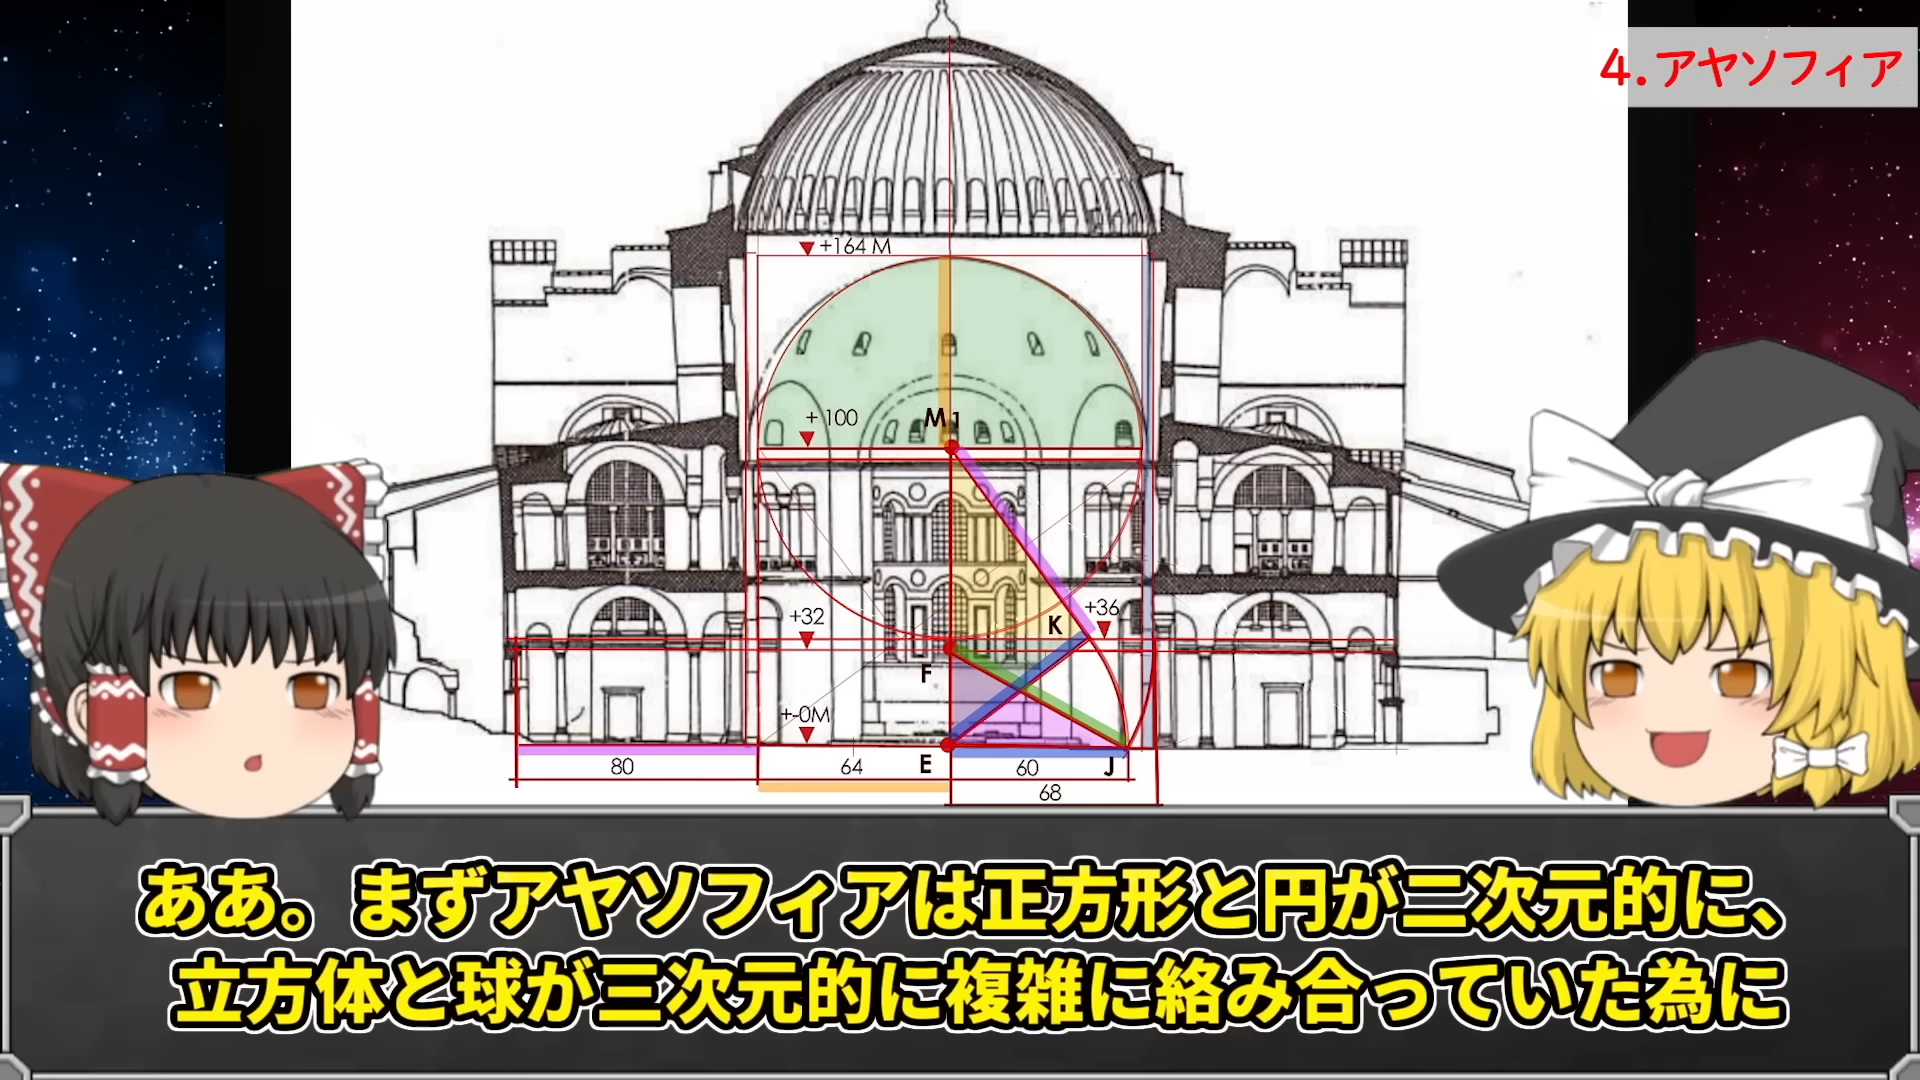 4.アヤソフィア
+164 M
+ 100
M 1
+32
K
+36
F
+-0M
80
64
E
60
J
68
ああ。まずアヤソフィアは正方形と円が二次元的に、
立方体と球が三次元的に複雑に絡み合っていた為に